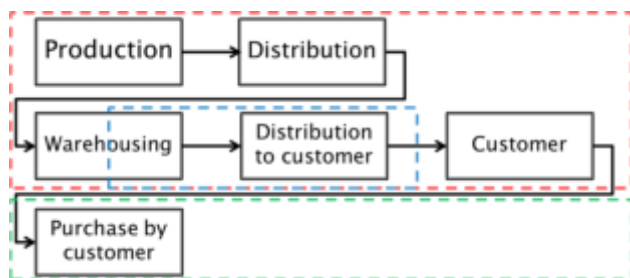 Production
Distribution
Warehousing
Distribution
to customer
Customer
Purchase by
customer